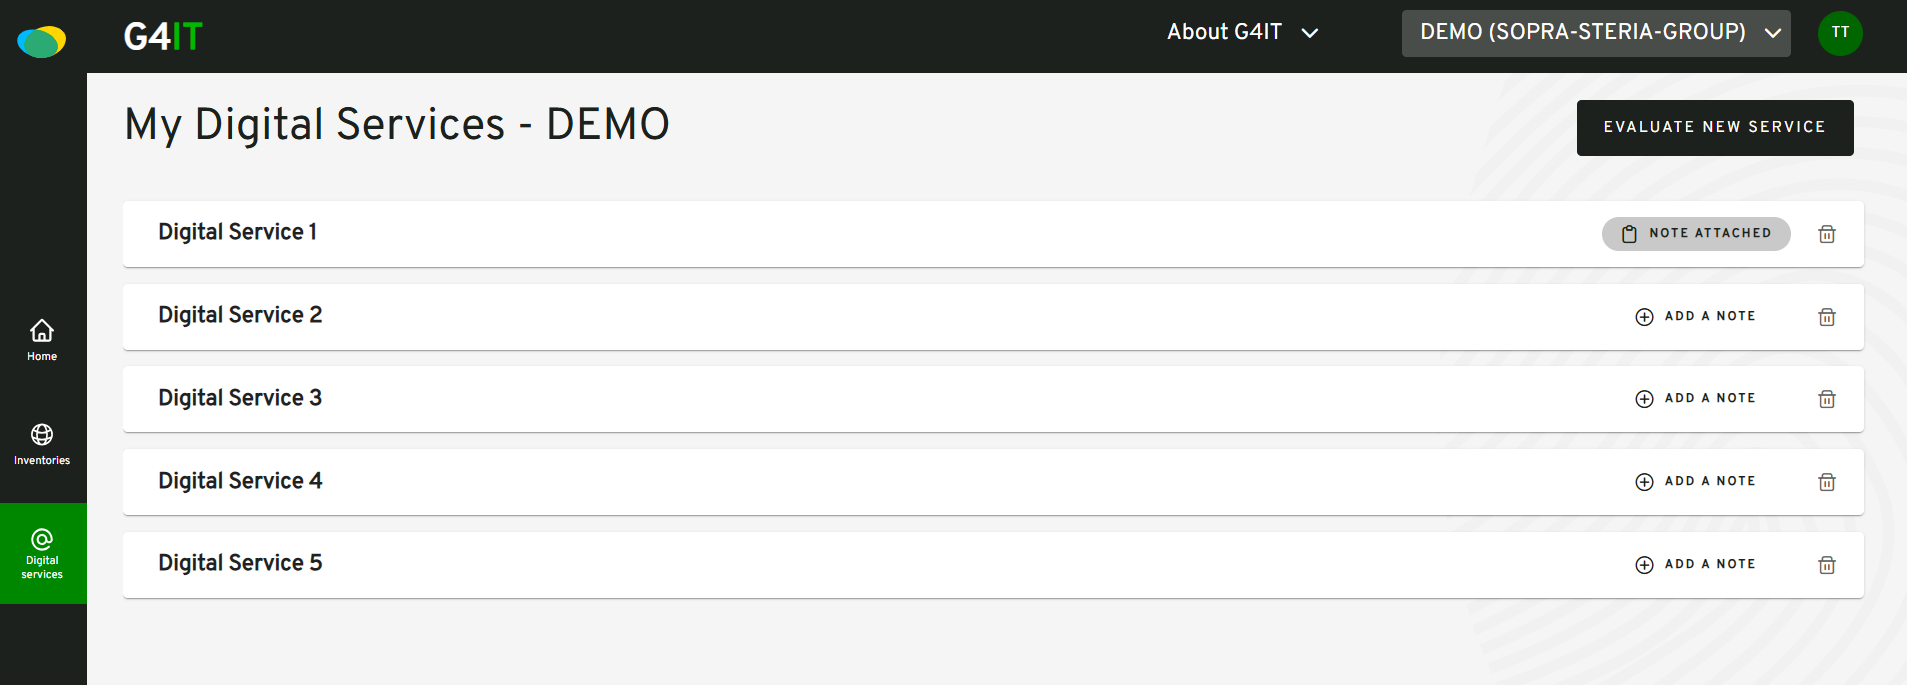 G4IT
About G4IT
DEMO (SOPRA-STERIA-GROUP)
TT
My Digital Services - DEMO
EVALUATE NEW SERVICE
Digital Service 1
NOTE ATTACHED
Digital Service 2
ADD A NOTE
Digital Service 3
ADD A NOTE
Digital Service 4
ADD A NOTE
Digital Service 5
ADD A NOTE
Home
Inventories
Digital
services